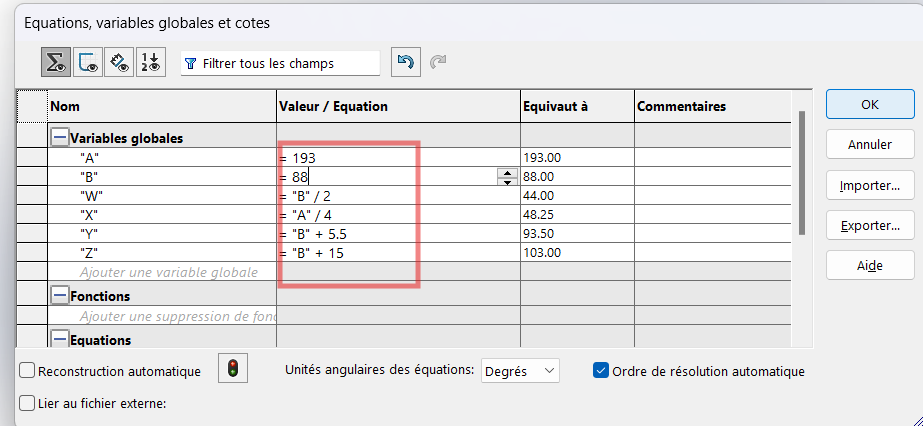 Equations, variables globales et cotes
Filtrer tous les champs
Nom Valeur / Equation Equivaut à Commentaires
Variables globales
"A" = 193 193.00
"B" = 88 88.00
"W" = "B" / 2 44.00
"X" = "A" / 4 48.25
"Y" = "B" + 5.5 93.50
"Z" = "B" + 15 103.00
Ajouter une variable globale
Fonctions
Ajouter une suppression de fonc
Equations
OK
Annuler
Importer...
Exporter...
Aide
Reconstruction automatique
Unités angulaires des équations: Degrés
Ordre de résolution automatique
Lier au fichier externe: